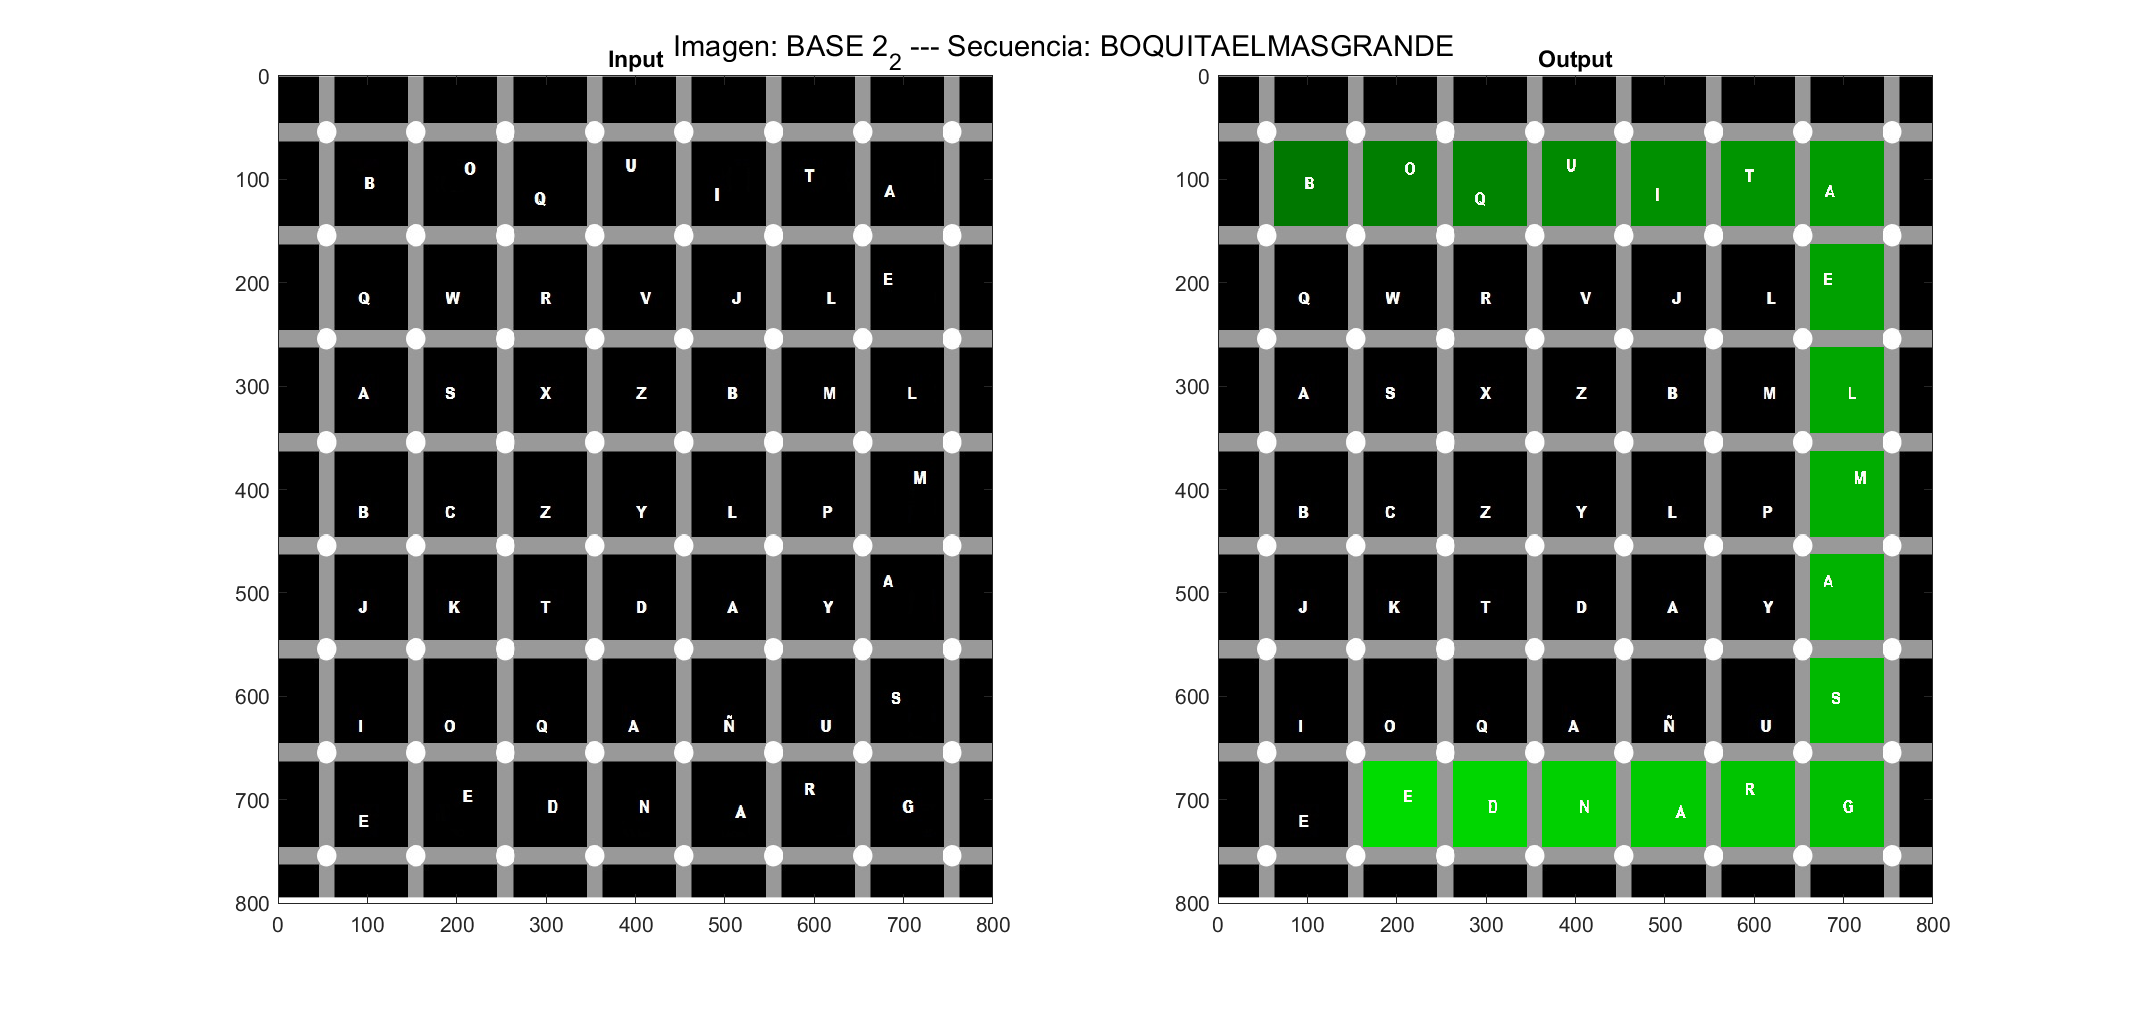 Imagen: BASE 2₂ --- Secuencia: BOQUITAELMASGRANDE
Input
0
100
200
300
400
500
600
700
800
0 100 200 300 400 500 600 700 800
B O Q U I T A
Q W R V J L E
A S X Z B M L
B C Z Y L P M
J K T D A Y A
I O Q A Ñ U S
E E D N A R G
Output
0
100
200
300
400
500
600
700
800
0 100 200 300 400 500 600 700 800
B O Q U I T A
Q W R V J L E
A S X Z B M L
B C Z Y L P M
J K T D A Y A
I O Q A Ñ U S
E E D N A R G